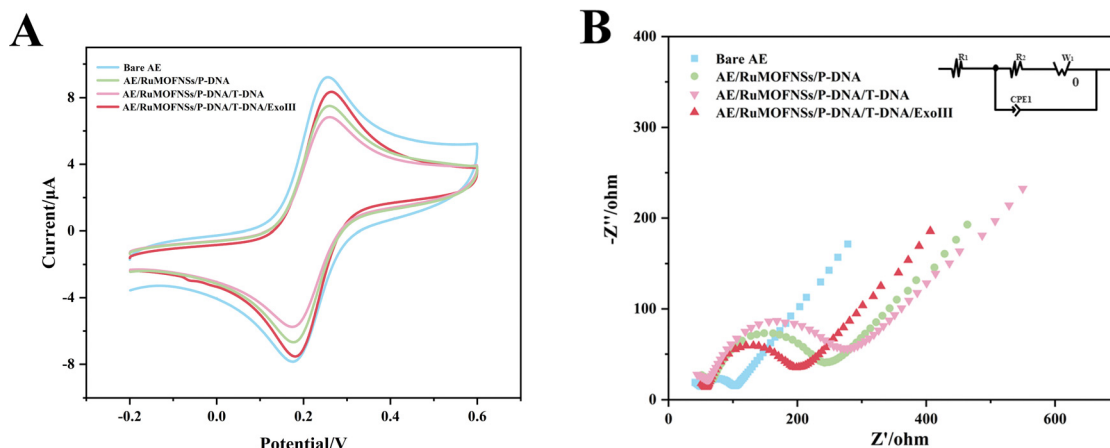 A
Bare AE
AE/RuMOFNSs/P-DNA
AE/RuMOFNSs/P-DNA/T-DNA
AE/RuMOFNSs/P-DNA/T-DNA/ExoIII
8
4
0
-4
-8
Current/μA
-0.2
0.0
0.2
0.4
0.6
Potential/V
B
Bare AE
AE/RuMOFNSs/P-DNA
AE/RuMOFNSs/P-DNA/T-DNA
AE/RuMOFNSs/P-DNA/T-DNA/ExoIII
R1
R2
W1
0
CPE1
400
300
200
100
0
-Z''/ohm
0
200
400
600
Z'/ohm